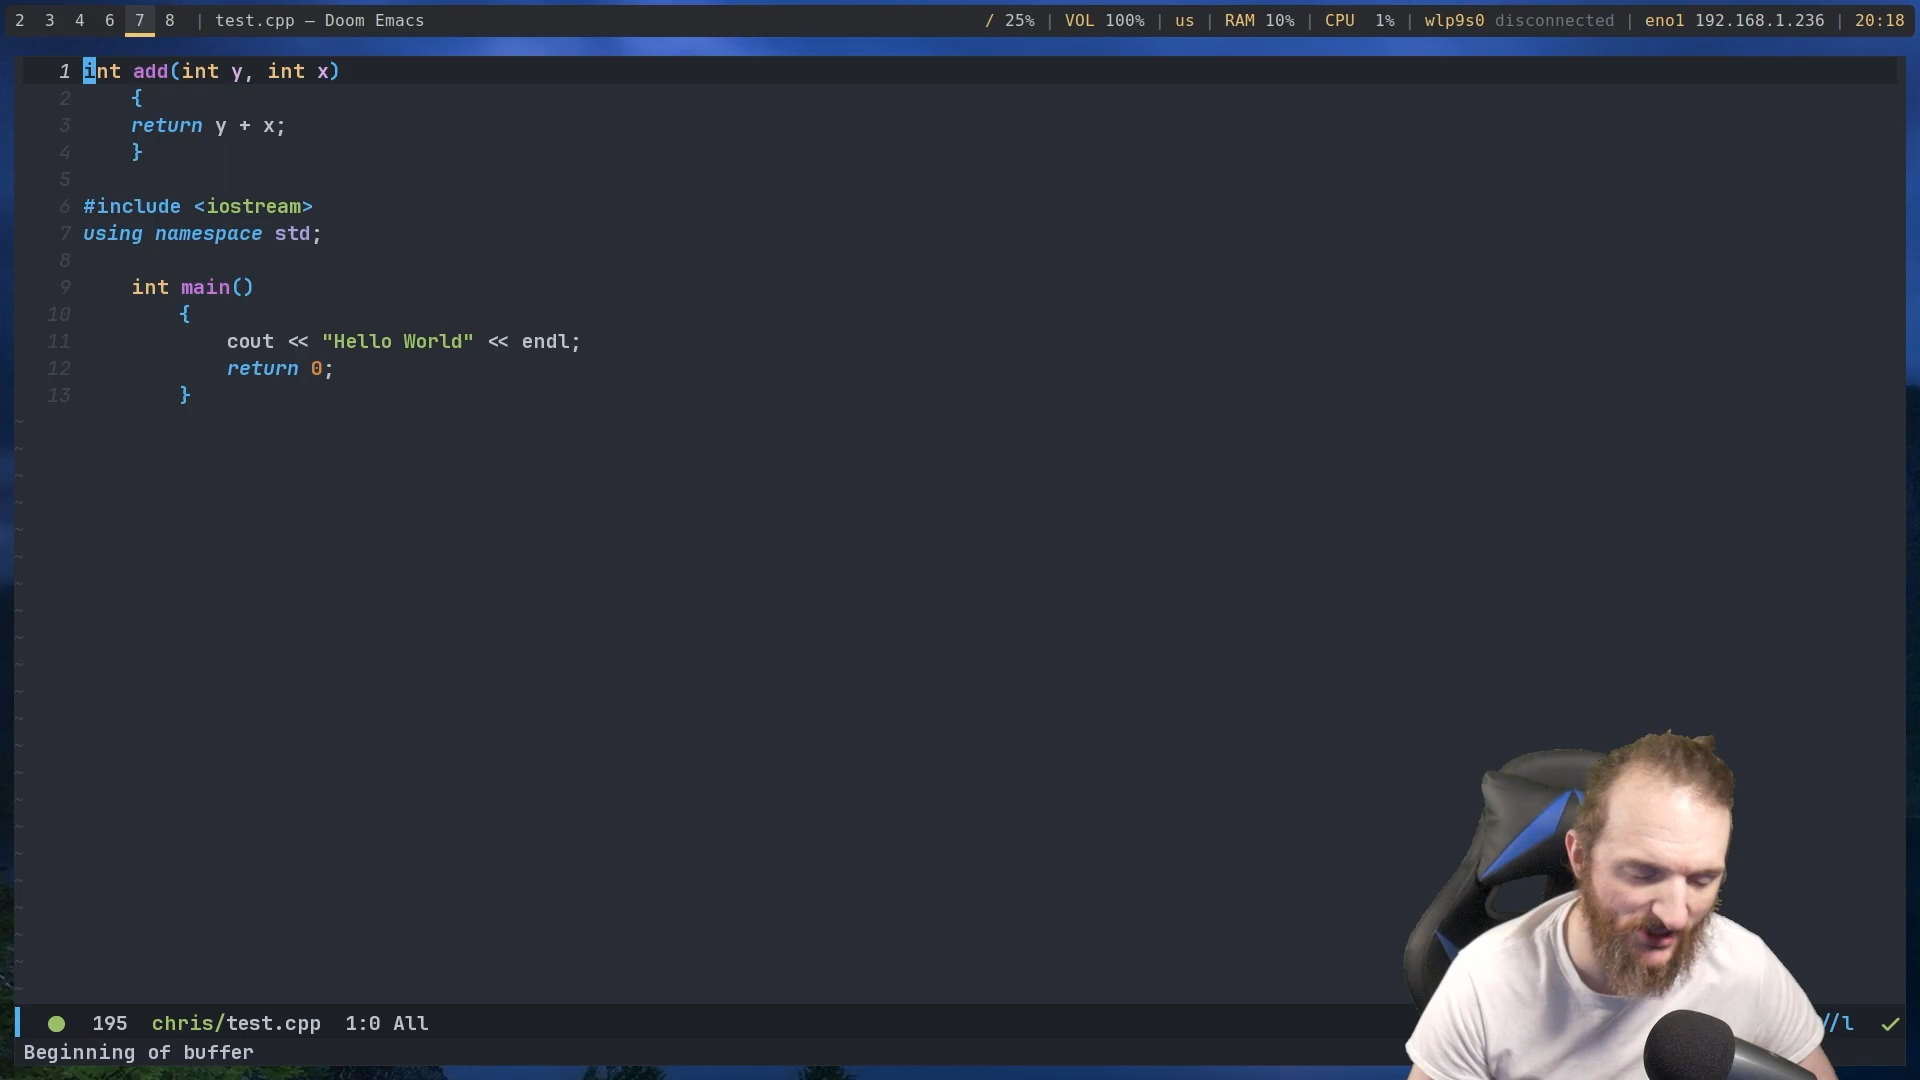 2 3 4 6 7 8 | test.cpp – Doom Emacs / 25% | VOL 100% | us | RAM 10% | CPU 1% | wlp9s0 disconnected | eno1 192.168.1.236 | 20:18
1 int add(int y, int x)
2 {
3 return y + x;
4 }
5
6 #include <iostream>
7 using namespace std;
8
9 int main()
10 {
11 cout << "Hello World" << endl;
12 return 0;
13 }
195 chris/test.cpp 1:0 All //l
Beginning of buffer